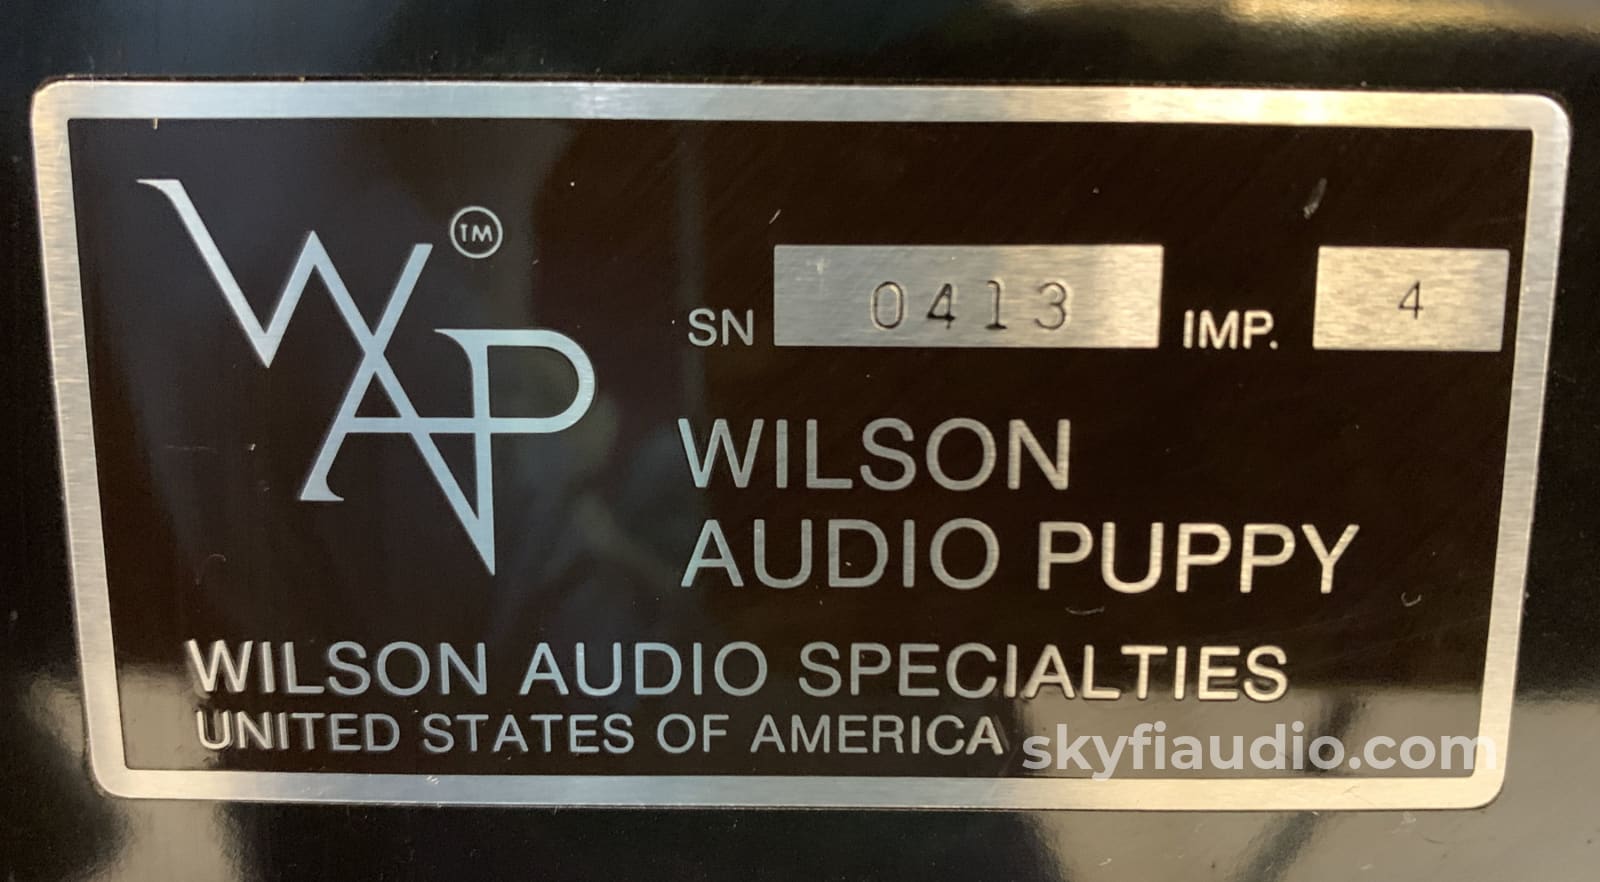 WAP TM
SN 0413 IMP. 4
WILSON
AUDIO PUPPY
WILSON AUDIO SPECIALTIES
UNITED STATES OF AMERICA
skyfiaudio.com